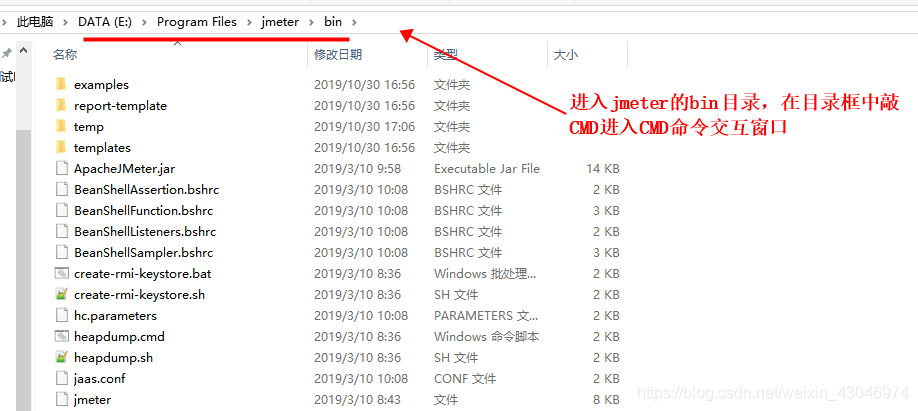 此电脑 > DATA (E:) > Program Files > jmeter > bin >
名称 修改日期 类型 大小
examples 2019/10/30 16:56 文件夹
report-template 2019/10/30 16:56 文件夹
temp 2019/10/30 17:06 文件夹
templates 2019/10/30 16:56 文件夹
ApacheJMeter.jar 2019/3/10 9:58 Executable Jar File 14 KB
BeanShellAssertion.bshrc 2019/3/10 10:08 BSHRC 文件 2 KB
BeanShellFunction.bshrc 2019/3/10 10:08 BSHRC 文件 3 KB
BeanShellListeners.bshrc 2019/3/10 10:08 BSHRC 文件 2 KB
BeanShellSampler.bshrc 2019/3/10 10:08 BSHRC 文件 3 KB
create-rmi-keystore.bat 2019/3/10 8:36 Windows 批处理... 2 KB
create-rmi-keystore.sh 2019/3/10 8:36 SH 文件 2 KB
hc.parameters 2019/3/10 10:08 PARAMETERS 文... 2 KB
heapdump.cmd 2019/3/10 8:36 Windows 命令脚本 2 KB
heapdump.sh 2019/3/10 8:36 SH 文件 2 KB
jaas.conf 2019/3/10 10:08 CONF 文件 2 KB
jmeter 2019/3/10 8:43 文件 8 KB
进入jmeter的bin目录，在目录框中敲
CMD进入CMD命令交互窗口
https://blog.csdn.net/weixin_43046974